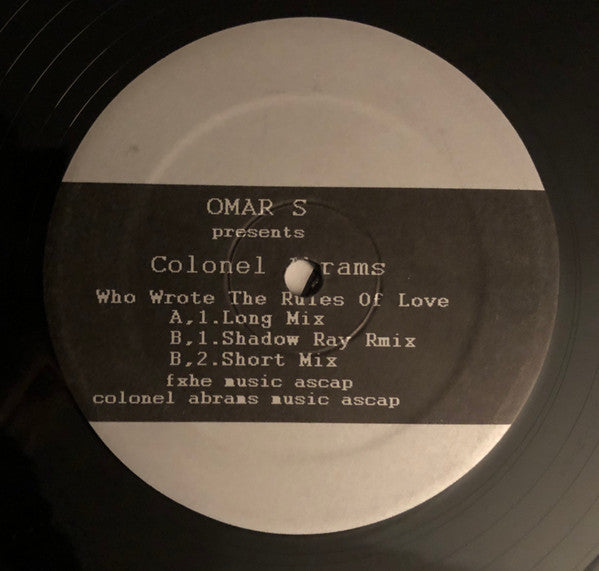 OMAR S
presents
Colonel Abrams
Who Wrote The Rules Of Love
A,1.Long Mix
B,1.Shadow Ray Rmix
B,2.Short Mix
fxhe music ascap
colonel abrams music ascap